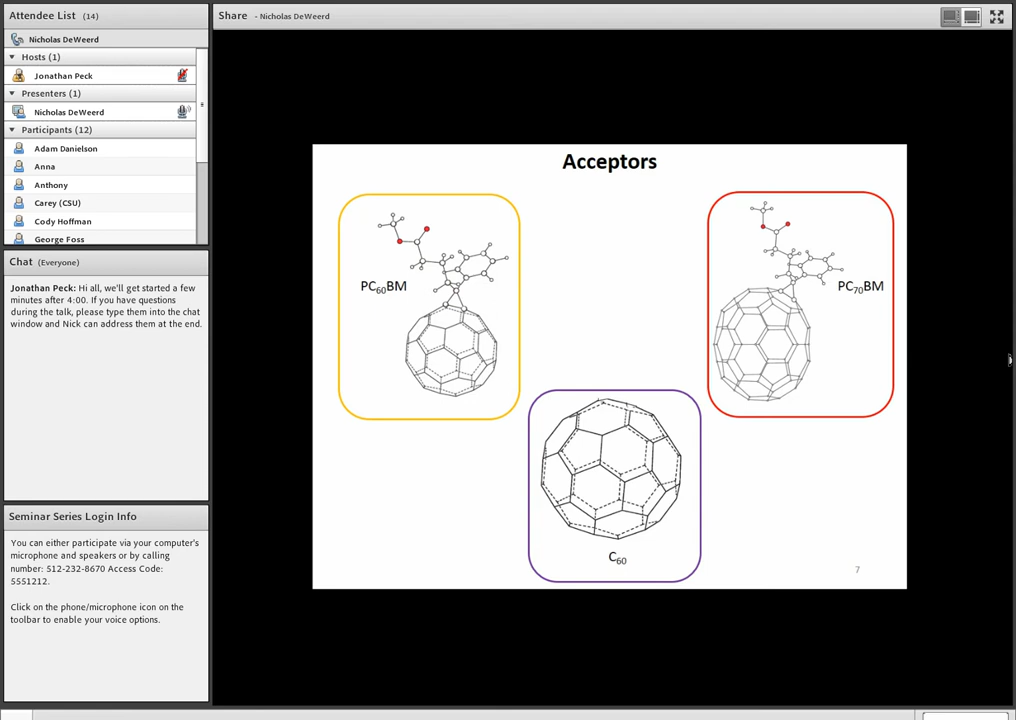 Attendee List (14)
Nicholas DeWeerd
Hosts (1)
Jonathan Peck
Presenters (1)
Nicholas DeWeerd
Participants (12)
Adam Danielson
Anna
Anthony
Carey (CSU)
Cody Hoffman
George Foss
Chat (Everyone)
Jonathan Peck: Hi all, we'll get started a few
minutes after 4:00. If you have questions
during the talk, please type them into the chat
window and Nick can address them at the end.
Seminar Series Login Info
You can either participate via your computer's
microphone and speakers or by calling
number: 512-232-8670 Access Code:
5551212.
Click on the phone/microphone icon on the
toolbar to enable your voice options.
Share - Nicholas DeWeerd
Acceptors
PC₆₀BM
PC₇₀BM
C₆₀
7